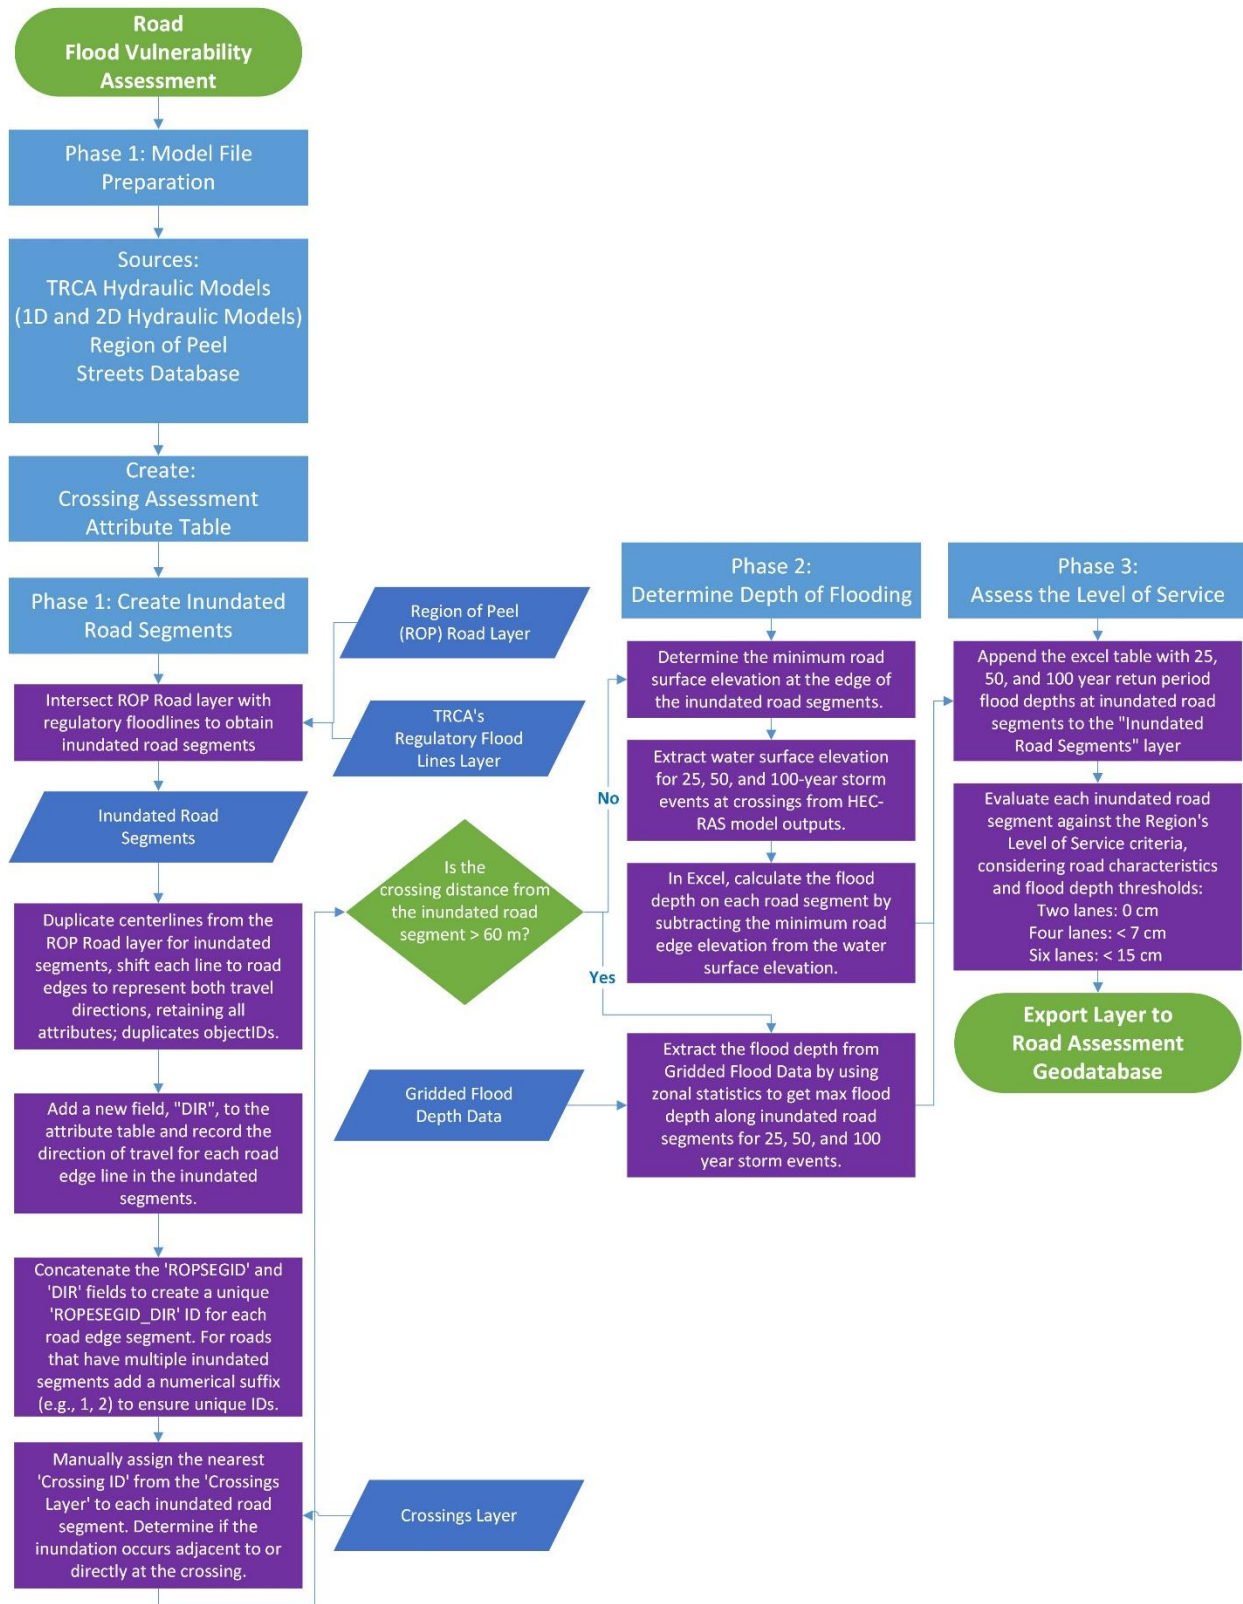 Road
Flood Vulnerability
Assessment
Phase 1: Model File
Preparation
Sources:
TRCA Hydraulic Models
(1D and 2D Hydraulic Models)
Region of Peel
Streets Database
Create:
Crossing Assessment
Attribute Table
Phase 1: Create Inundated
Road Segments
Region of Peel
(ROP) Road Layer
Intersect ROP Road layer with
regulatory floodlines to obtain
inundated road segments
TRCA's
Regulatory Flood
Lines Layer
Inundated Road
Segments
Duplicate centerlines from the
ROP Road layer for inundated
segments, shift each line to road
edges to represent both travel
directions, retaining all
attributes; duplicates objectIDs.
Add a new field, "DIR", to the
attribute table and record the
direction of travel for each road
edge line in the inundated
segments.
Concatenate the 'ROPSEGID' and
'DIR' fields to create a unique
'ROPESEGID_DIR' ID for each
road edge segment. For roads
that have multiple inundated
segments add a numerical suffix
(e.g., 1, 2) to ensure unique IDs.
Manually assign the nearest
'Crossing ID' from the 'Crossings
Layer' to each inundated road
segment. Determine if the
inundation occurs adjacent to or
directly at the crossing.
Crossings Layer
Is the
crossing distance from
the inundated road
segment > 60 m?
No
Yes
Phase 2:
Determine Depth of Flooding
Determine the minimum road
surface elevation at the edge of
the inundated road segments.
Extract water surface elevation
for 25, 50, and 100-year storm
events at crossings from HEC-
RAS model outputs.
In Excel, calculate the flood
depth on each road segment by
subtracting the minimum road
edge elevation from the water
surface elevation.
Gridded Flood
Depth Data
Extract the flood depth from
Gridded Flood Data by using
zonal statistics to get max flood
depth along inundated road
segments for 25, 50, and 100
year storm events.
Phase 3:
Assess the Level of Service
Append the excel table with 25,
50, and 100 year retun period
flood depths at inundated road
segments to the "Inundated
Road Segments" layer
Evaluate each inundated road
segment against the Region's
Level of Service criteria,
considering road characteristics
and flood depth thresholds:
Two lanes: 0 cm
Four lanes: < 7 cm
Six lanes: < 15 cm
Export Layer to
Road Assessment
Geodatabase